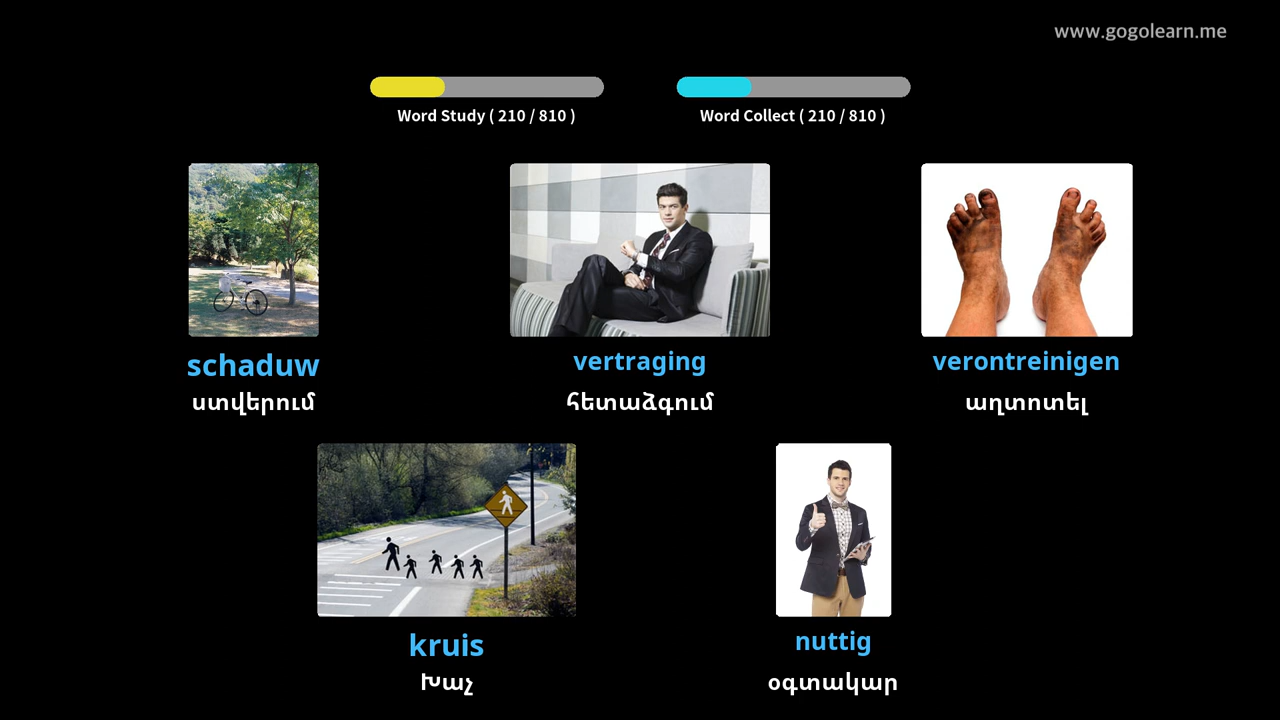 www.gogolearn.me
Word Study ( 210 / 810 )
Word Collect ( 210 / 810 )
schaduw
ստվերում
vertraging
հետաձգում
verontreinigen
աղտոտել
kruis
Խաչ
nuttig
օգտակար